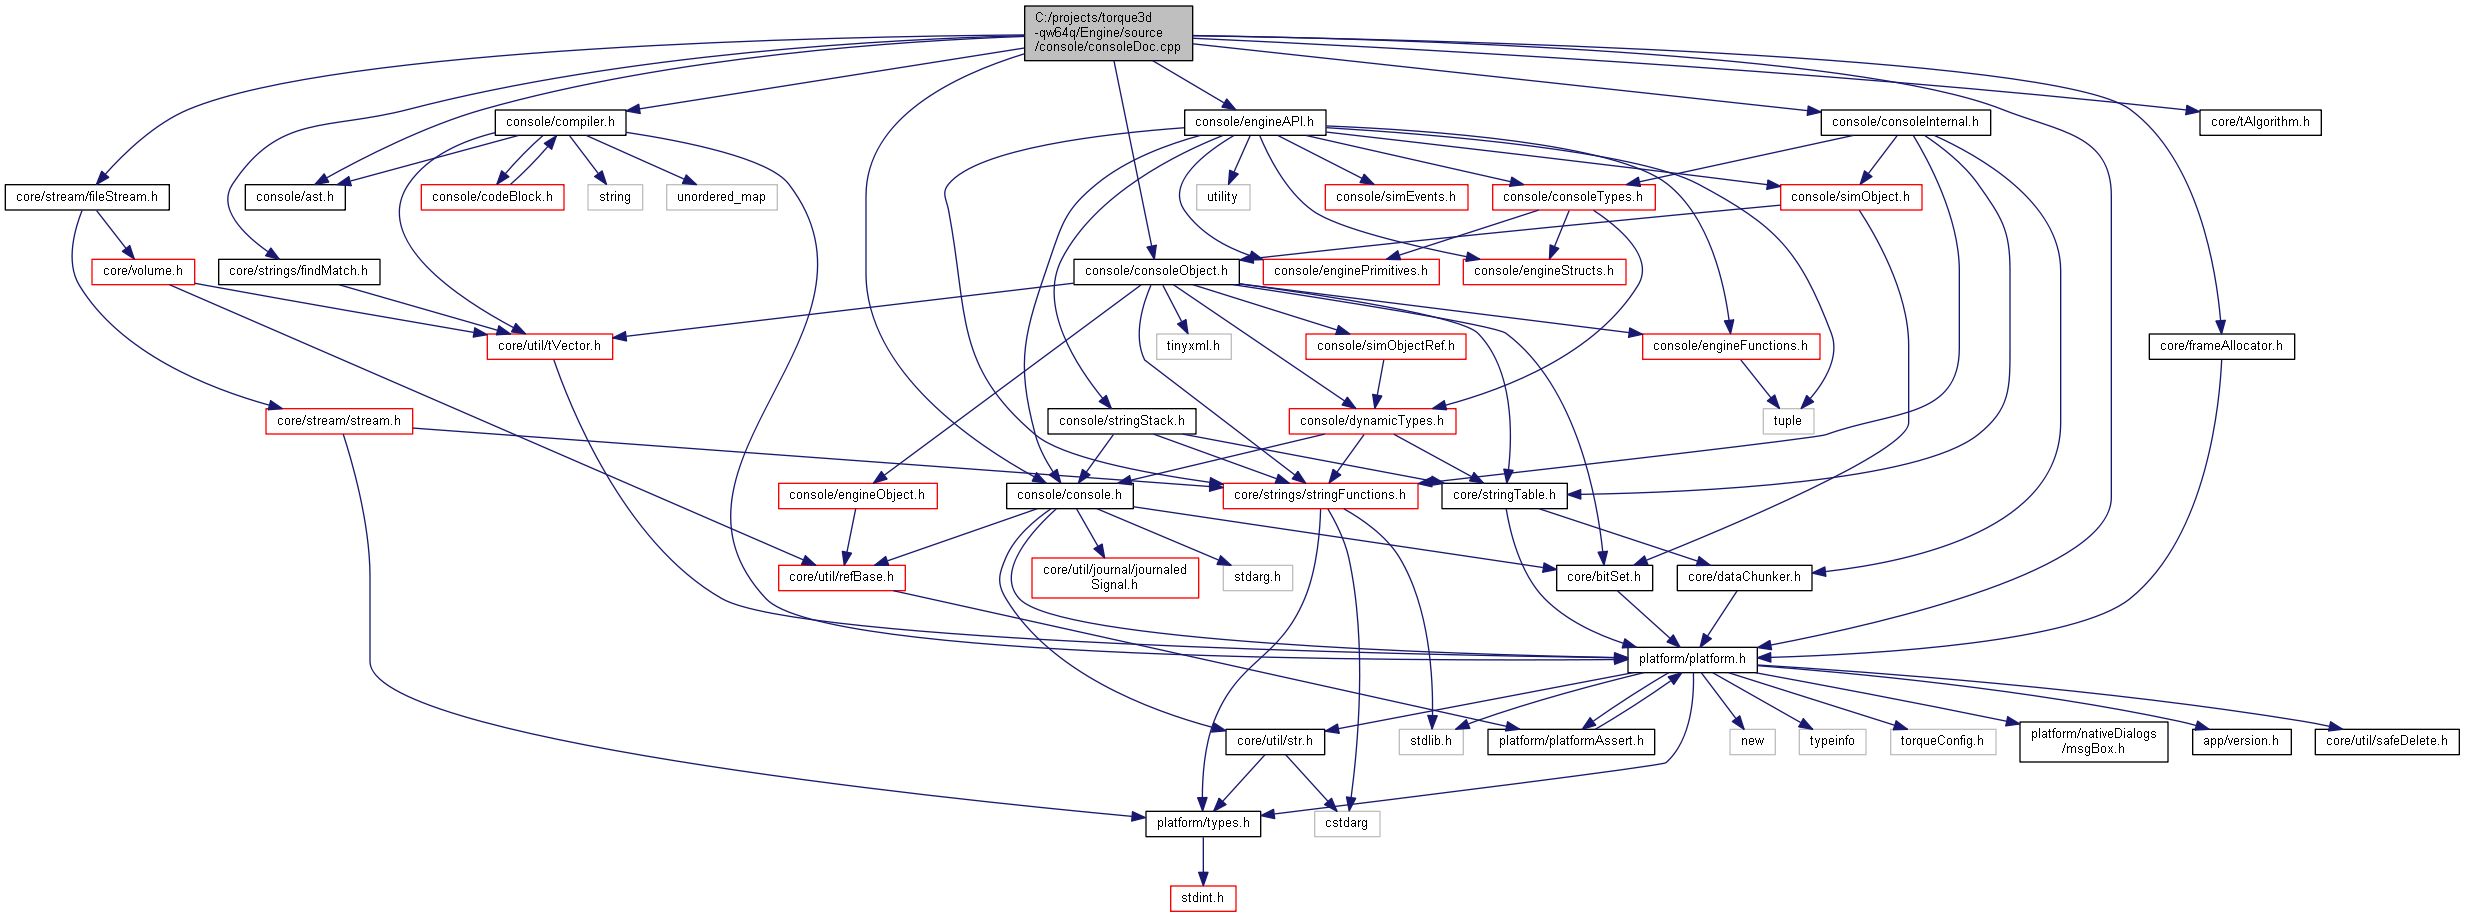 C:/projects/torque3d
-qw64q/Engine/source
/console/consoleDoc.cpp
console/compiler.h
console/engineAPI.h
console/consoleInternal.h
core/tAlgorithm.h
core/stream/fileStream.h
console/ast.h
console/codeBlock.h
string
unordered_map
utility
console/simEvents.h
console/consoleTypes.h
console/simObject.h
core/volume.h
core/strings/findMatch.h
console/consoleObject.h
console/enginePrimitives.h
console/engineStructs.h
core/util/tVector.h
tinyxml.h
console/simObjectRef.h
console/engineFunctions.h
core/frameAllocator.h
core/stream/stream.h
console/stringStack.h
console/dynamicTypes.h
tuple
console/engineObject.h
console/console.h
core/strings/stringFunctions.h
core/stringTable.h
core/util/refBase.h
core/util/journal/journaled
Signal.h
stdarg.h
core/bitSet.h
core/dataChunker.h
platform/platform.h
core/util/str.h
stdlib.h
platform/platformAssert.h
new
typeinfo
torqueConfig.h
platform/nativeDialogs
/msgBox.h
app/version.h
core/util/safeDelete.h
platform/types.h
cstdarg
stdint.h